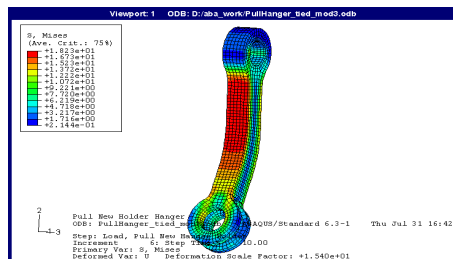 Viewport: 1 ODB: D:/aba_work/PullHanger_tied_mod3.odb
S, Mises
(Ave. Crit.: 75%)
+1.823e+01
+1.673e+01
+1.523e+01
+1.372e+01
+1.222e+01
+1.072e+01
+9.221e+00
+7.720e+00
+6.219e+00
+4.718e+00
+3.217e+00
+1.716e+00
+2.144e-01
2
1 3
Pull New Holder Hanger
ODB: PullHanger_tied_mod ABAQUS/Standard 6.3-1 Thu Jul 31 16:42
Step: Load, Pull New
Increment 6: Step 10.00
Primary Var: S, Mises
Deformed Var: U Deformation Scale Factor: +1.540e+01